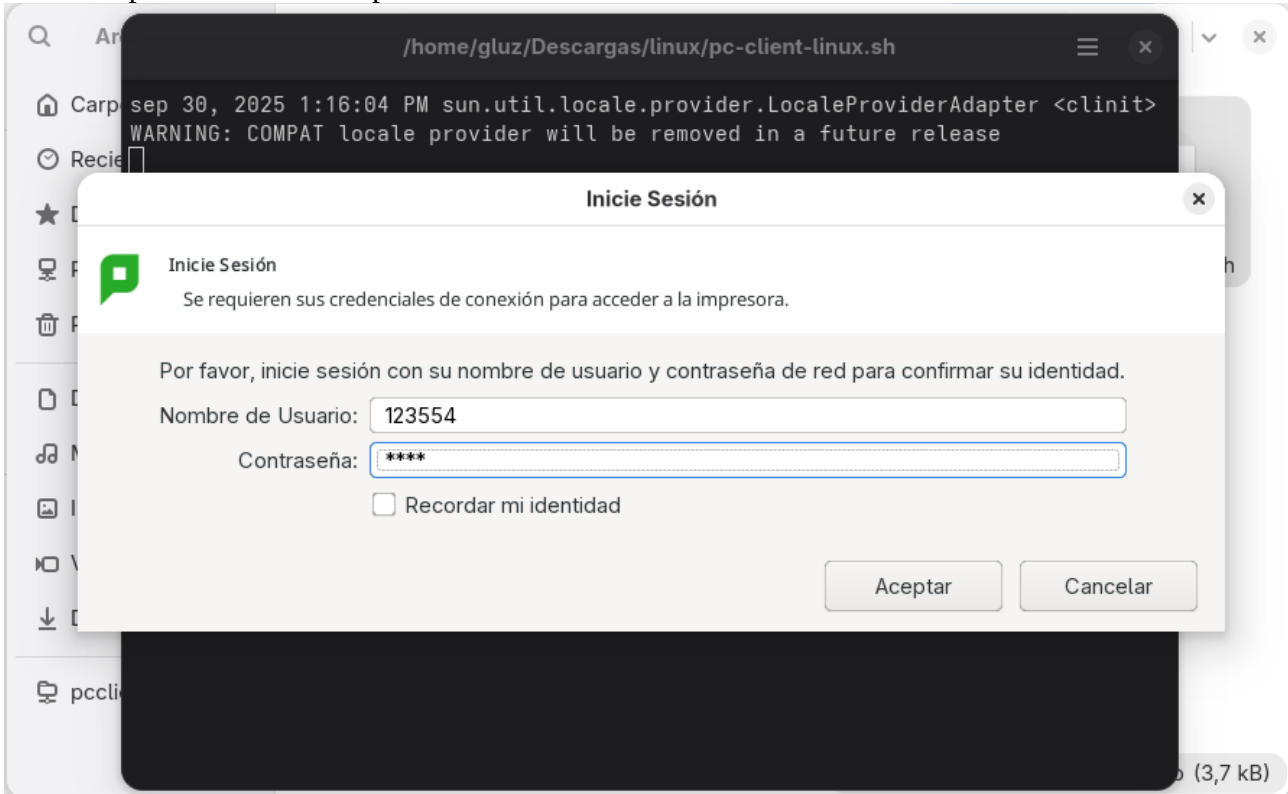 /home/gluz/Descargas/linux/pc-client-linux.sh
Carp
sep 30, 2025 1:16:04 PM sun.util.locale.provider.LocaleProviderAdapter <clinit>
WARNING: COMPAT locale provider will be removed in a future release
Recie
Inicie Sesión
Inicie Sesión
Se requieren sus credenciales de conexión para acceder a la impresora.
h
Por favor, inicie sesión con su nombre de usuario y contraseña de red para confirmar su identidad.
Nombre de Usuario: 123554
Contraseña: ****
Recordar mi identidad
Aceptar Cancelar
pccli
(3,7 kB)